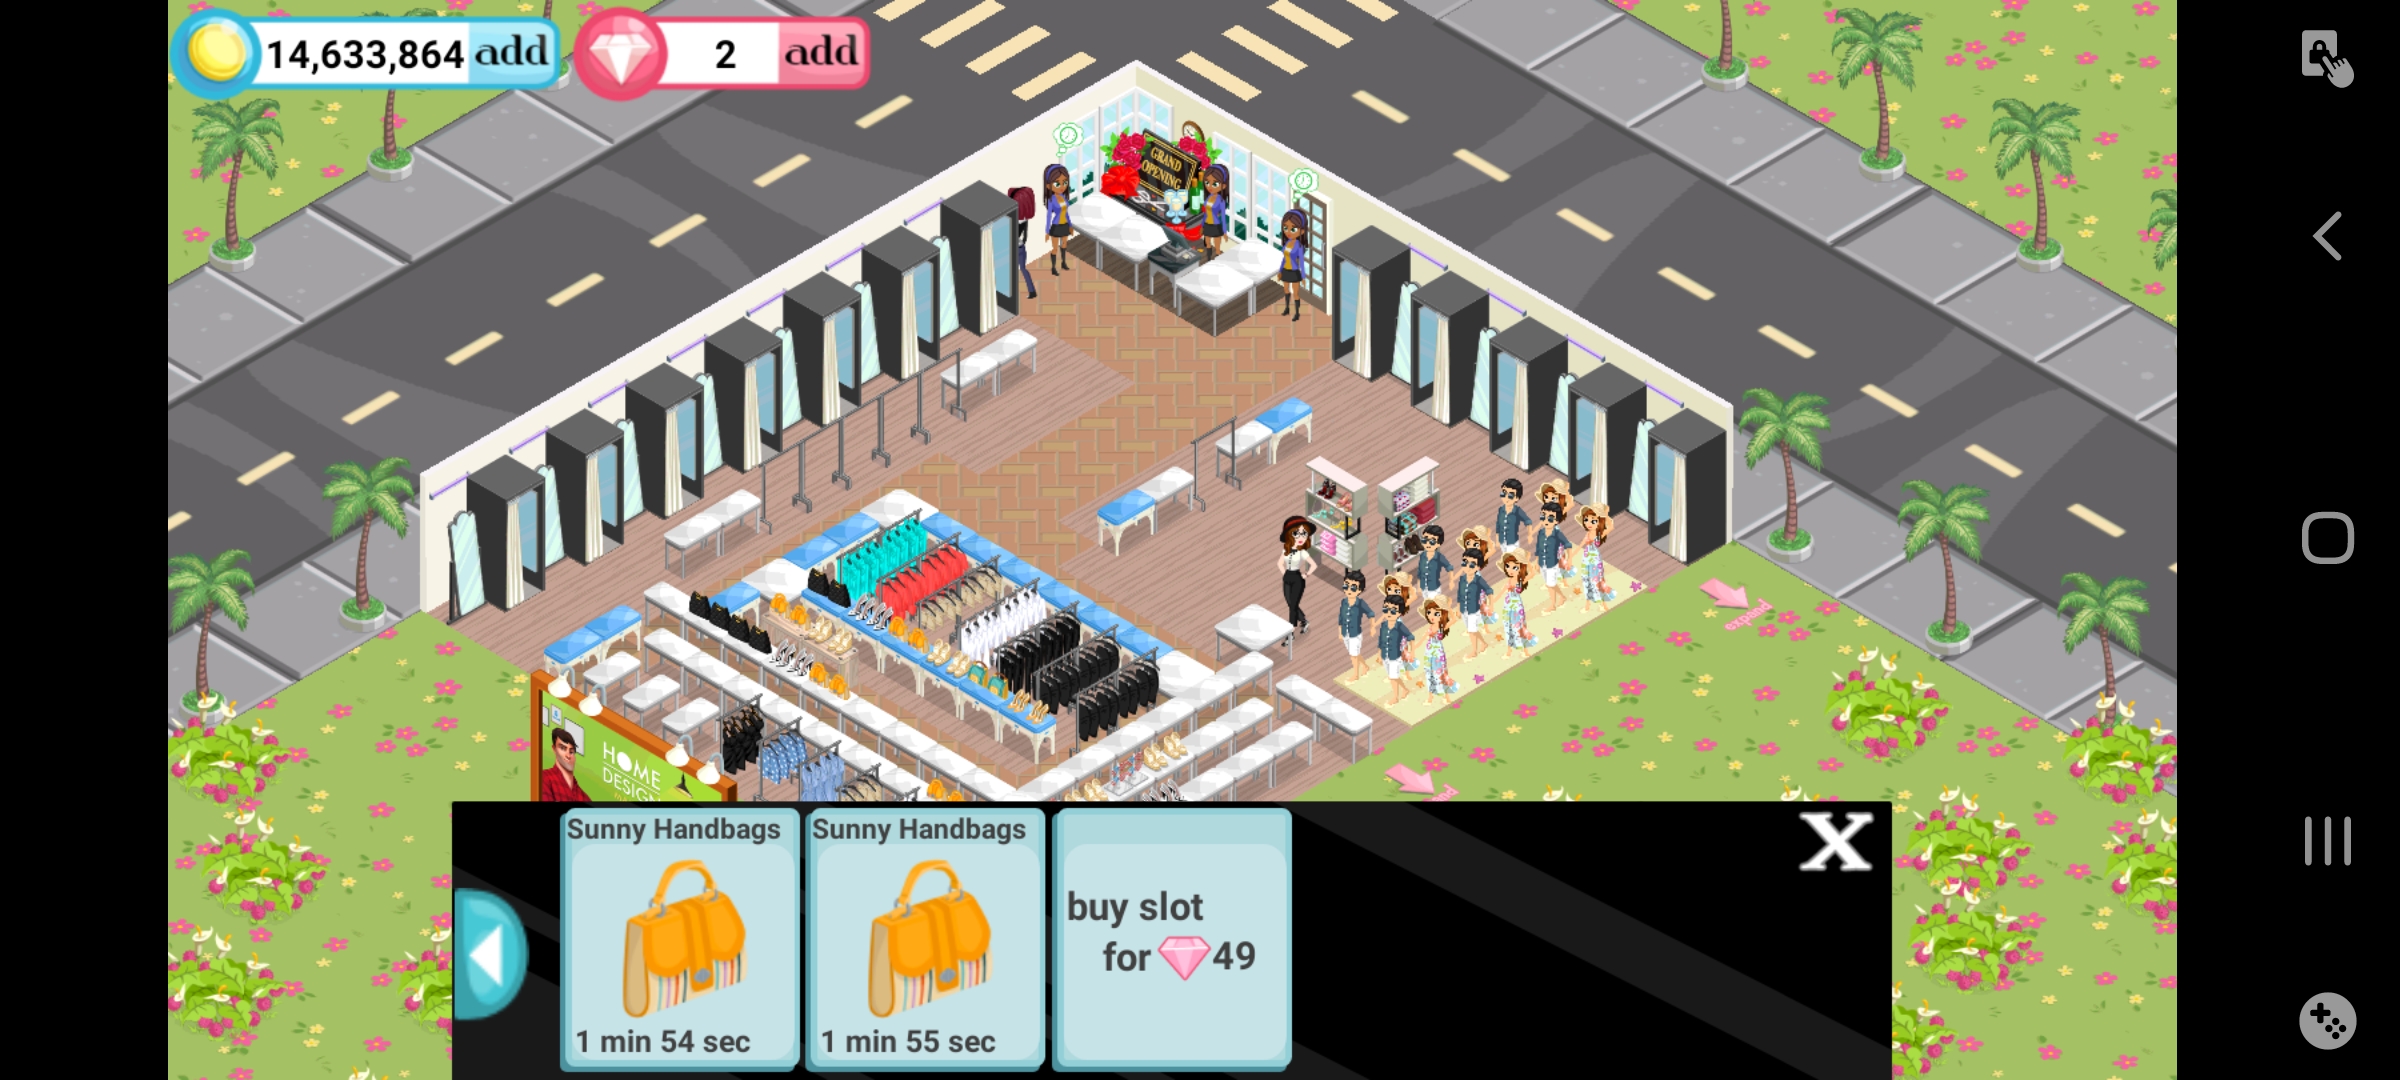 14,633,864 add
2 add
GRAND
OPENING
expand
HOME
DESIGN
Sunny Handbags
1 min 54 sec
Sunny Handbags
1 min 55 sec
buy slot
for 49
X